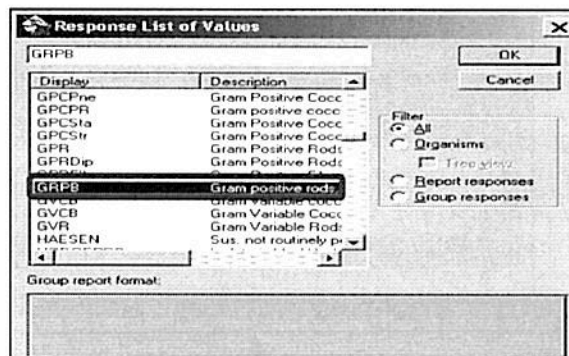 Response List of Values
GRPB
OK
Cancel
Display Description
GPCPne Gram Positive Cocc
GPCPR Gram positive cocc
GPCSta Gram Positive Cocc
GPCStr Gram Positive Cocc
GPR Gram Positive Rods
GPRDip Gram Positive Rods
GRPB Gram positive rods,
GVCB Gram Variable Cocc
GVR Gram Variable Rods
HAESEN Sus. not routinely p
Filter
All
Organisms
Tree view
Report responses
Group responses
Group report format: